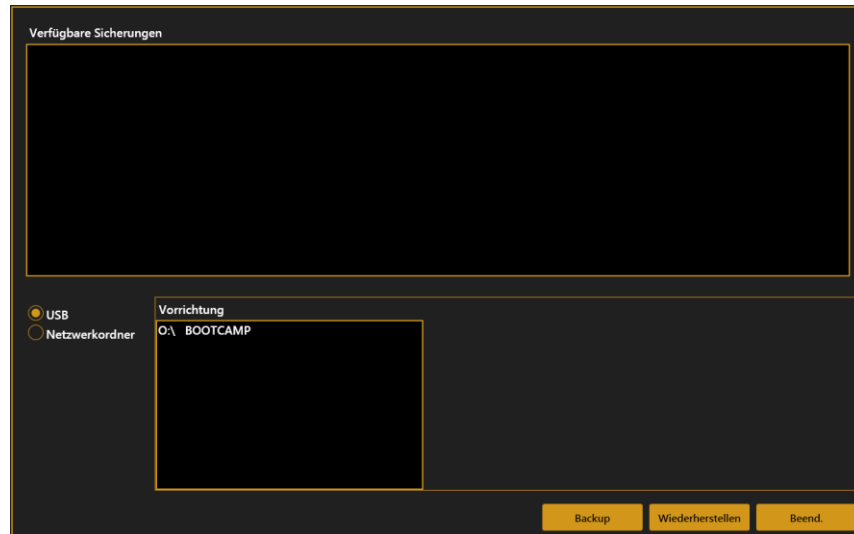 Verfügbare Sicherungen
USB
Netzwerkordner
Vorrichtung
O:\ BOOTCAMP
Backup
Wiederherstellen
Beend.